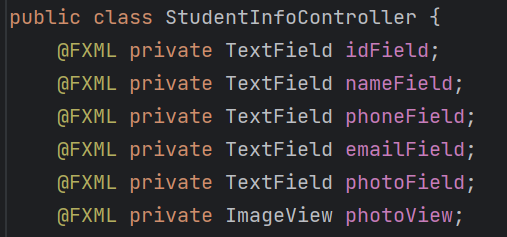 public class StudentInfoController {
@FXML private TextField idField;
@FXML private TextField nameField;
@FXML private TextField phoneField;
@FXML private TextField emailField;
@FXML private TextField photoField;
@FXML private ImageView photoView;